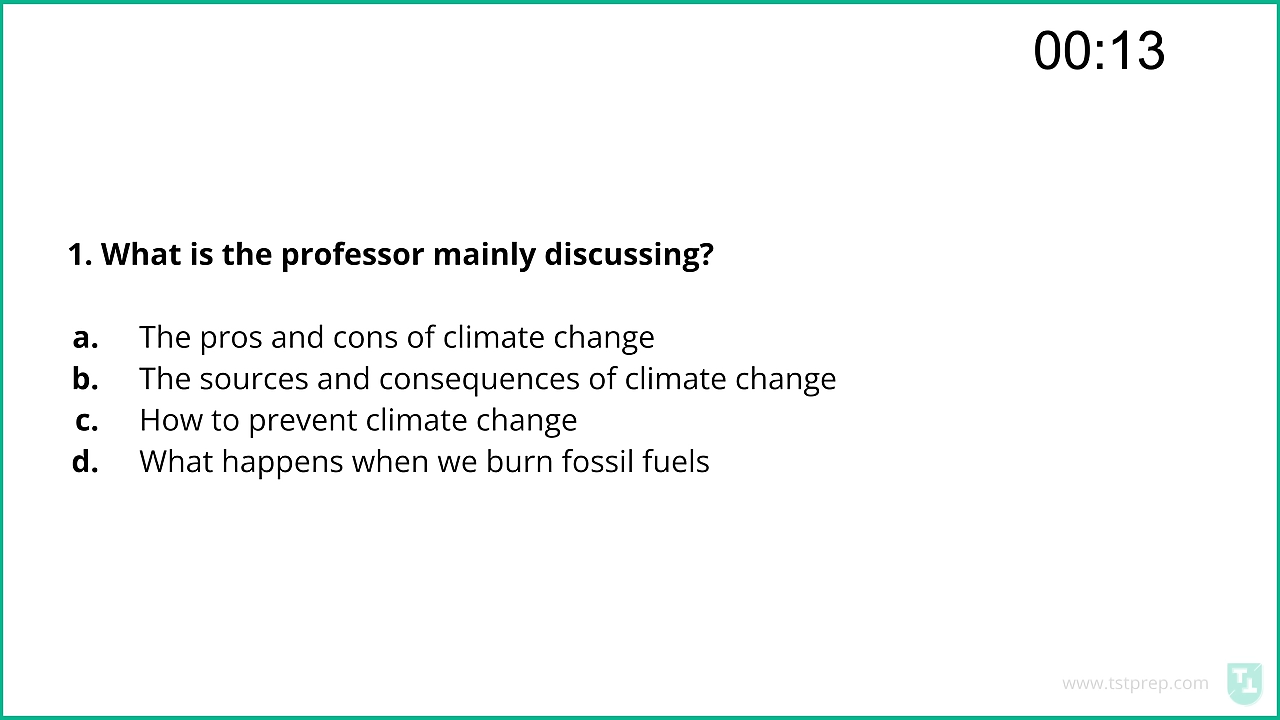 00:13
1. What is the professor mainly discussing?
a. The pros and cons of climate change
b. The sources and consequences of climate change
c. How to prevent climate change
d. What happens when we burn fossil fuels
www.tstprep.com